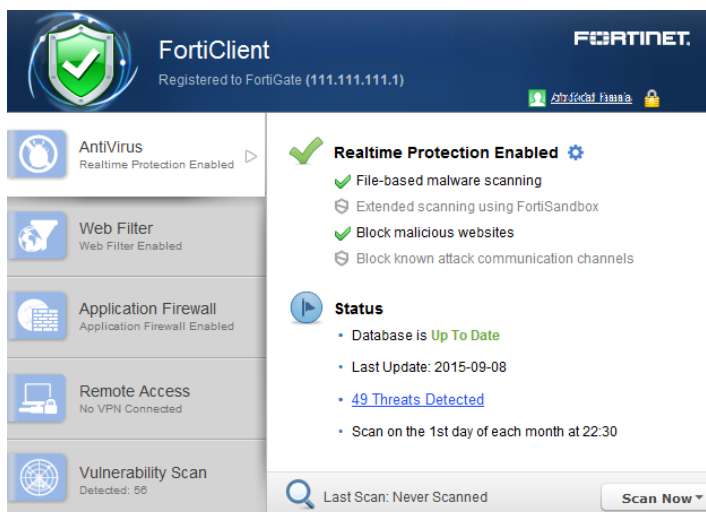 FortiClient
Registered to FortiGate (111.111.111.1)
FORTINET.
AntiVirus
Realtime Protection Enabled
Web Filter
Web Filter Enabled
Application Firewall
Application Firewall Enabled
Remote Access
No VPN Connected
Vulnerability Scan
Detected: 56
Realtime Protection Enabled
File-based malware scanning
Extended scanning using FortiSandbox
Block malicious websites
Block known attack communication channels
Status
• Database is Up To Date
• Last Update: 2015-09-08
• 49 Threats Detected
• Scan on the 1st day of each month at 22:30
Last Scan: Never Scanned
Scan Now